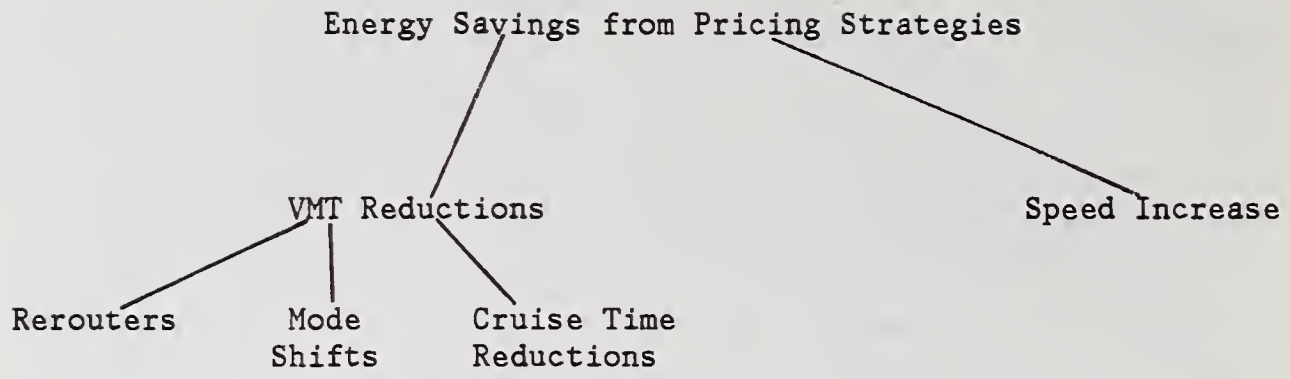 Energy Savings from Pricing Strategies
VMT Reductions
Speed Increase
Rerouters
Mode
Shifts
Cruise Time
Reductions